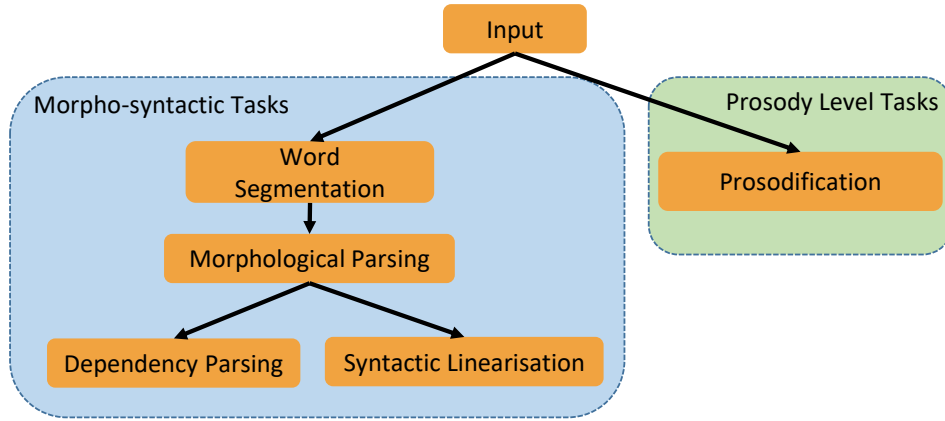 Input
Morpho-syntactic Tasks
Prosody Level Tasks
Word
Segmentation
Prosodification
Morphological Parsing
Dependency Parsing
Syntactic Linearisation